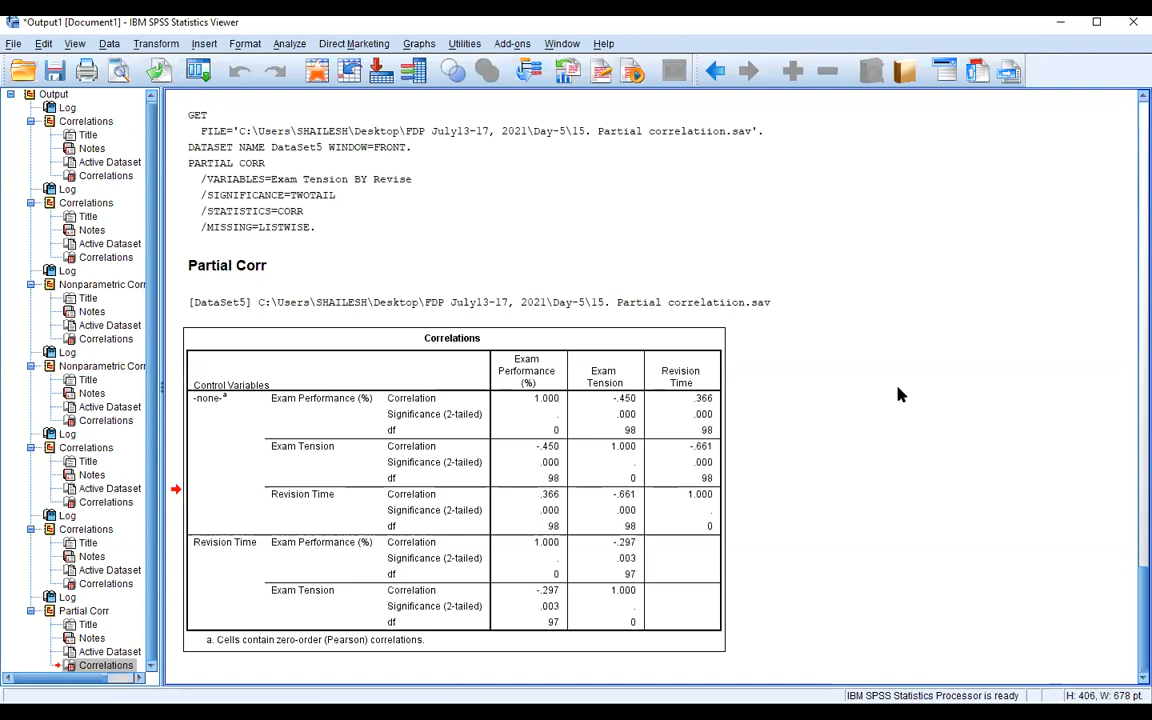 *Output1 [Document1] - IBM SPSS Statistics Viewer
File Edit View Data Transform Insert Format Analyze Direct Marketing Graphs Utilities Add-ons Window Help
Output
Log
Correlations
Title
Notes
Active Dataset
Correlations
Log
Correlations
Title
Notes
Active Dataset
Correlations
Log
Nonparametric Corr
Title
Notes
Active Dataset
Correlations
Log
Nonparametric Corr
Title
Notes
Active Dataset
Correlations
Log
Correlations
Title
Notes
Active Dataset
Correlations
Log
Correlations
Title
Notes
Active Dataset
Correlations
Log
Partial Corr
Title
Notes
Active Dataset
Correlations
GET
FILE='C:\Users\SHAILESH\Desktop\FDP July13-17, 2021\Day-5\15. Partial correlatiion.sav'.
DATASET NAME DataSet5 WINDOW=FRONT.
PARTIAL CORR
/VARIABLES=Exam Tension BY Revise
/SIGNIFICANCE=TWOTAIL
/STATISTICS=CORR
/MISSING=LISTWISE.
Partial Corr
[DataSet5] C:\Users\SHAILESH\Desktop\FDP July13-17, 2021\Day-5\15. Partial correlatiion.sav
Correlations
Control Variables Exam Performance (%) Exam Tension Revision Time
-none-a Exam Performance (%) Correlation 1.000 -.450 .366
Significance (2-tailed) . .000 .000
df 0 98 98
Exam Tension Correlation -.450 1.000 -.661
Significance (2-tailed) .000 . .000
df 98 0 98
Revision Time Correlation .366 -.661 1.000
Significance (2-tailed) .000 .000 .
df 98 98 0
Revision Time Exam Performance (%) Correlation 1.000 -.297
Significance (2-tailed) . .003
df 0 97
Exam Tension Correlation -.297 1.000
Significance (2-tailed) .003 .
df 97 0
a. Cells contain zero-order (Pearson) correlations.
IBM SPSS Statistics Processor is ready H: 406, W: 678 pt.